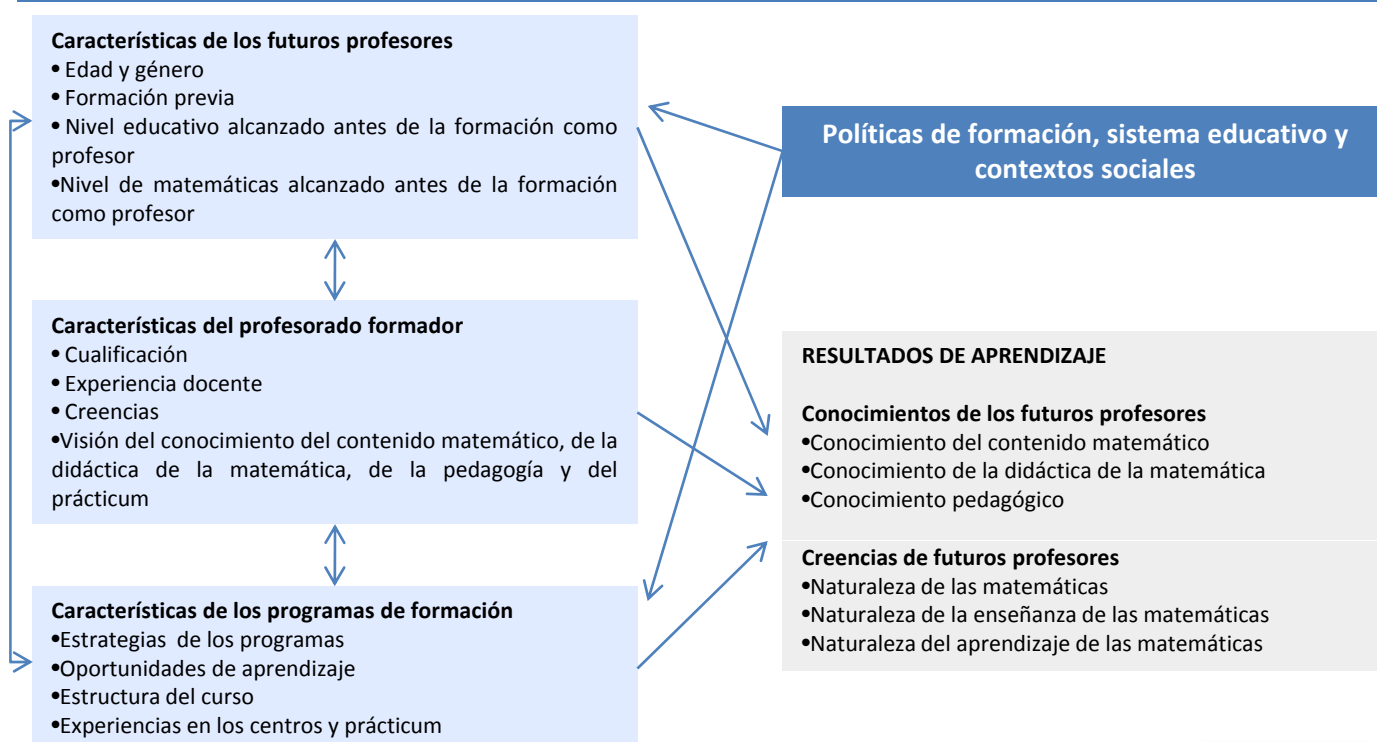 Características de los futuros profesores
• Edad y género
• Formación previa
• Nivel educativo alcanzado antes de la formación como
profesor
•Nivel de matemáticas alcanzado antes de la formación
como profesor
Políticas de formación, sistema educativo y
contextos sociales
Características del profesorado formador
• Cualificación
• Experiencia docente
• Creencias
•Visión del conocimiento del contenido matemático, de la
didáctica de la matemática, de la pedagogía y del
prácticum
RESULTADOS DE APRENDIZAJE
Conocimientos de los futuros profesores
•Conocimiento del contenido matemático
•Conocimiento de la didáctica de la matemática
•Conocimiento pedagógico
Creencias de futuros profesores
•Naturaleza de las matemáticas
•Naturaleza de la enseñanza de las matemáticas
•Naturaleza del aprendizaje de las matemáticas
Características de los programas de formación
•Estrategias de los programas
•Oportunidades de aprendizaje
•Estructura del curso
•Experiencias en los centros y prácticum